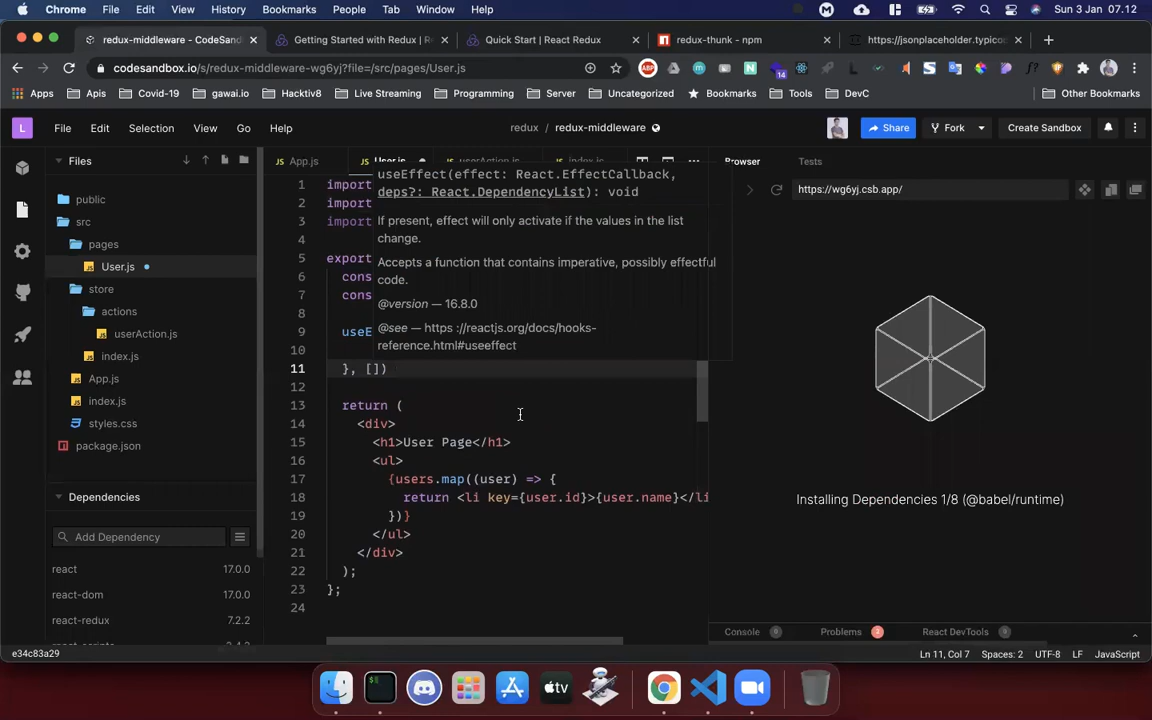 Chrome File Edit View History Bookmarks People Tab Window Help Sun 3 Jan 07.12
redux-middleware - CodeSand Getting Started with Redux | R Quick Start | React Redux redux-thunk - npm https://jsonplaceholder.typicod
codesandbox.io/s/redux-middleware-wg6yj?file=/src/pages/User.js
14
Apps Apis Covid-19 gawai.io Hacktiv8 Live Streaming Programming Server Uncategorized Bookmarks Tools DevC Other Bookmarks
L File Edit Selection View Go Help redux / redux-middleware Share Fork Create Sandbox
Files
public
src
pages
User.js
store
actions
userAction.js
index.js
App.js
index.js
styles.css
package.json
Dependencies
Add Dependency
react 17.0.0
react-dom 17.0.0
react-redux 7.2.2
App.js User.js userAction.js index.js
useEffect(effect: React.EffectCallback,
deps?: React.DependencyList): void
If present, effect will only activate if the values in the list
change.
Accepts a function that contains imperative, possibly effectful
code.
@version — 16.8.0
@see — https ://reactjs.org/docs/hooks-
reference.html#useeffect
1 import
2 import
3 import
4
5 export
6 cons
7 cons
8
9 useE
10
11 }, [])
12
13 return (
14 <div>
15 <h1>User Page</h1>
16 <ul>
17 {users.map((user) => {
18 return <li key={user.id}>{user.name}</li
19 })}
20 </ul>
21 </div>
22 );
23 };
24
Browser Tests
https://wg6yj.csb.app/
Installing Dependencies 1/8 (@babel/runtime)
Console 0 Problems 2 React DevTools 0
e34c83a29 Ln 11, Col 7 Spaces: 2 UTF-8 LF JavaScript
tv